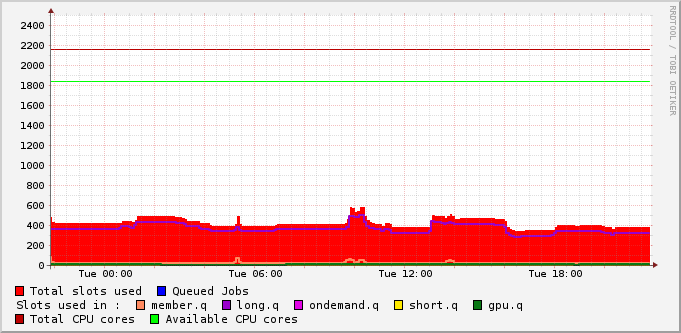 RRDTOOL / TOBI OETIKER
2400
2200
2000
1800
1600
1400
1200
1000
800
600
400
200
0
Tue 00:00 Tue 06:00 Tue 12:00 Tue 18:00
Total slots used Queued Jobs
Slots used in : member.q long.q ondemand.q short.q gpu.q
Total CPU cores Available CPU cores